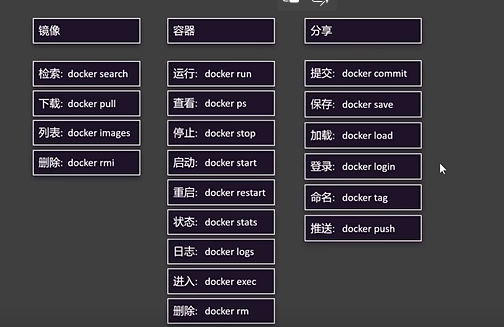 镜像
检索: docker search
下载: docker pull
列表: docker images
删除: docker rmi
容器
运行: docker run
查看: docker ps
停止: docker stop
启动: docker start
重启: docker restart
状态: docker stats
日志: docker logs
进入: docker exec
删除: docker rm
分享
提交: docker commit
保存: docker save
加载: docker load
登录: docker login
命名: docker tag
推送: docker push